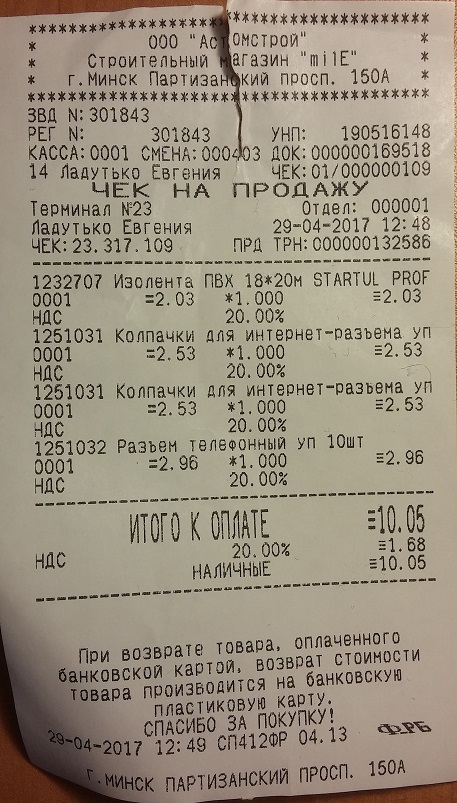 ********************************
* ООО "Астомстрой" *
* Строительный магазин "mi1E" *
* г.Минск Партизанский просп. 150А *
********************************
ЗВД N:301843
РЕГ N: 301843 УНП: 190516148
КАССА:0001 СМЕНА:000403 ДОК:000000169518
14 Ладутько Евгения ЧЕК:01/000000109
ЧЕК НА ПРОДАЖУ
Терминал №23 Отдел: 000001
Ладутько Евгения 29-04-2017 12:48
ЧЕК:23.317.109 ПРД ТРН:000000132586
1232707 Изолента ПВХ 18*20м STARTUL PROF
0001 =2.03 *1.000 ≡2.03
НДС 20.00%
1251031 Колпачки для интернет-разъема уп
0001 =2.53 *1.000 ≡2.53
НДС 20.00%
1251031 Колпачки для интернет-разъема уп
0001 =2.53 *1.000 ≡2.53
НДС 20.00%
1251032 Разъем телефонный уп 10шт
0001 =2.96 *1.000 ≡2.96
НДС 20.00%
ИТОГО К ОПЛАТЕ ≡10.05
НДС 20.00% ≡1.68
НАЛИЧНЫЕ ≡10.05
При возврате товара, оплаченного
банковской картой, возврат стоимости
товара производится на банковскую
пластиковую карту.
СПАСИБО ЗА ПОКУПКУ!
29-04-2017 12:49 СП412ФР 04.13 ФРБ
Г.МИНСК ПАРТИЗАНСКИЙ ПРОСП. 150А